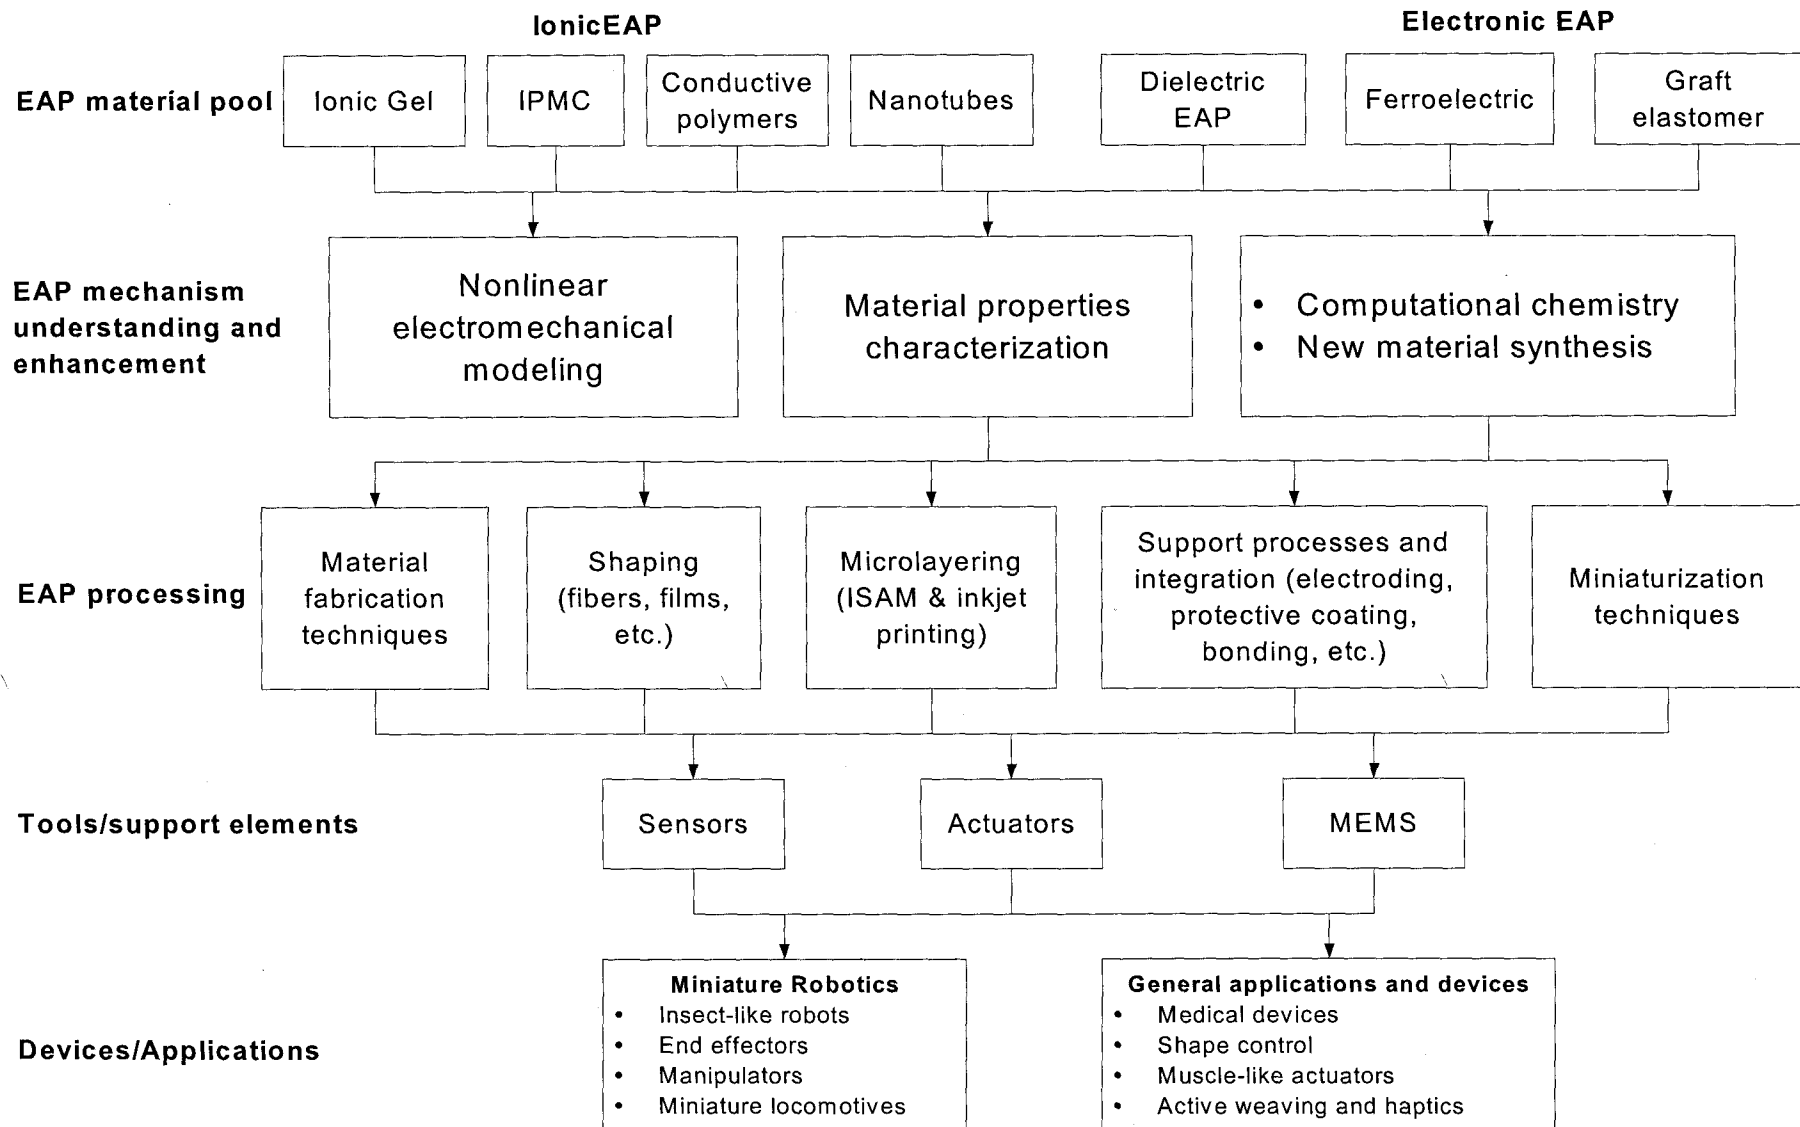 IonicEAP
Electronic EAP
EAP material pool
Ionic Gel
IPMC
Conductive
polymers
Nanotubes
Dielectric
EAP
Ferroelectric
Graft
elastomer
EAP mechanism
understanding and
enhancement
Nonlinear
electromechanical
modeling
Material properties
characterization
• Computational chemistry
• New material synthesis
EAP processing
Material
fabrication
techniques
Shaping
(fibers, films,
etc.)
Microlayering
(ISAM & inkjet
printing)
Support processes and
integration (electroding,
protective coating,
bonding, etc.)
Miniaturization
techniques
Tools/support elements
Sensors
Actuators
MEMS
Devices/Applications
Miniature Robotics
• Insect-like robots
• End effectors
• Manipulators
• Miniature locomotives
General applications and devices
• Medical devices
• Shape control
• Muscle-like actuators
• Active weaving and haptics